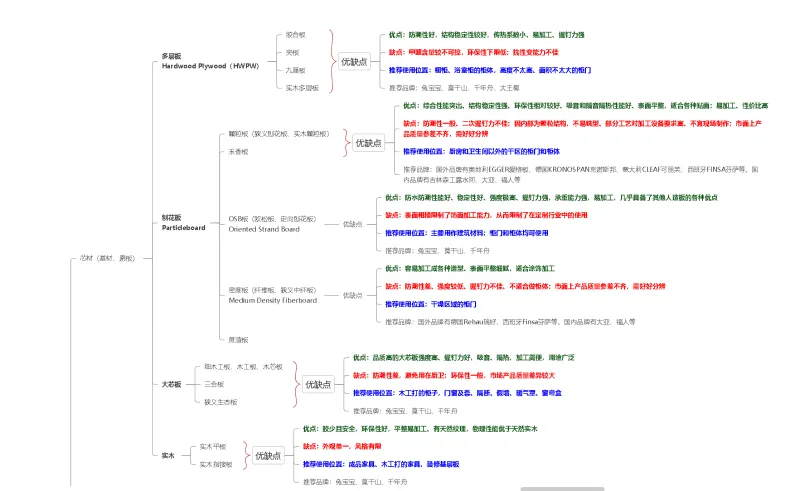 芯材（基材、素板）
多层板
Hardwood Plywood（HWPW）
胶合板
夹板
九厘板
实木多层板
优缺点
优点：防潮性好，结构稳定性较好，传热系数小、易加工、握钉力强
缺点：甲醛含量较不可控，环保性下限低；抗性变能力不佳
推荐使用位置：橱柜、浴室柜的柜体，高度不太高、面积不太大的柜门
推荐品牌：兔宝宝、莫干山、千年舟、大王椰
刨花板
Particleboard
颗粒板（狭义刨花板、实木颗粒板）
禾香板
优缺点
优点：综合性能突出、结构稳定性强、环保性相对较好、吸音和隔音隔热性能好、表面平整，适合各种贴面；易加工、性价比高
缺点：防潮性一般、二次握钉力不佳；因内部为颗粒结构，不易铣型、部分工艺对加工设备要求高、不宜现场制作；市面上产
品质量参差不齐，需好好分辨
推荐使用位置：厨房和卫生间以外的干区的柜门和柜体
推荐品牌：国外品牌有奥地利EGGER爱格板、德国KRONOSPAN克诺斯邦、意大利CLEAF可丽芙、西班牙FINSA芬萨等，国
内品牌有吉林森工露水河、大亚、福人等
OSB板（欧松板、定向刨花板）
Oriented Strand Board
优缺点
优点：防水防潮性能好、稳定性好、强度极高、握钉力强，承重能力强，易加工，几乎具备了其他人造板的各种优点
缺点：表面粗糙限制了饰面加工能力，从而限制了在定制行业中的使用
推荐使用位置：主要用作建筑材料；柜门和柜体均可使用
推荐品牌：兔宝宝、莫干山、千年舟
密度板（纤维板、狭义中纤板）
Medium Density Fiberboard
优缺点
优点：容易加工成各种造型、表面平整细腻，适合涂饰加工
缺点：防潮性差、强度较低、握钉力不佳、不适合做柜体；市面上产品质量参差不齐，需好好分辨
推荐使用位置：干燥区域的柜门
推荐品牌：国外品牌有德国Rehau瑞好、西班牙Finsa芬萨等，国内品牌有大亚、福人等
蔗渣板
大芯板
细木工板、木工板、木芯板
三合板
狭义生态板
优缺点
优点：品质高的大芯板强度高、握钉力好，吸音、隔热，加工简便，用途广泛
缺点：防潮性差，避免用在厨卫；环保性一般，市场产品质量差异较大
推荐使用位置：木工打的柜子，门窗及套、隔断、假墙、暖气罩、窗帘盒
推荐品牌：兔宝宝、莫干山、千年舟
实木
实木平板
实木指接板
优缺点
优点：胶少且安全，环保性好，平整易加工、有天然纹理，物理性能优于天然实木
缺点：外观单一，风格有限
推荐使用位置：成品家具、木工打的家具、装修基层板
推荐品牌：兔宝宝、莫干山、千年舟